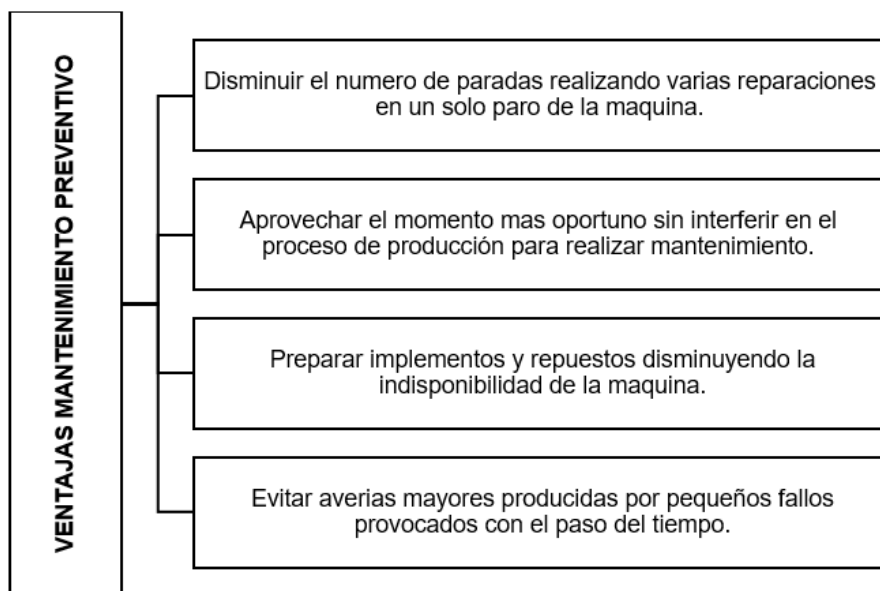 VENTAJAS MANTENIMIENTO PREVENTIVO
Disminuir el numero de paradas realizando varias reparaciones
en un solo paro de la maquina.
Aprovechar el momento mas oportuno sin interferir en el
proceso de producción para realizar mantenimiento.
Preparar implementos y repuestos disminuyendo la
indisponibilidad de la maquina.
Evitar averias mayores producidas por pequeños fallos
provocados con el paso del tiempo.